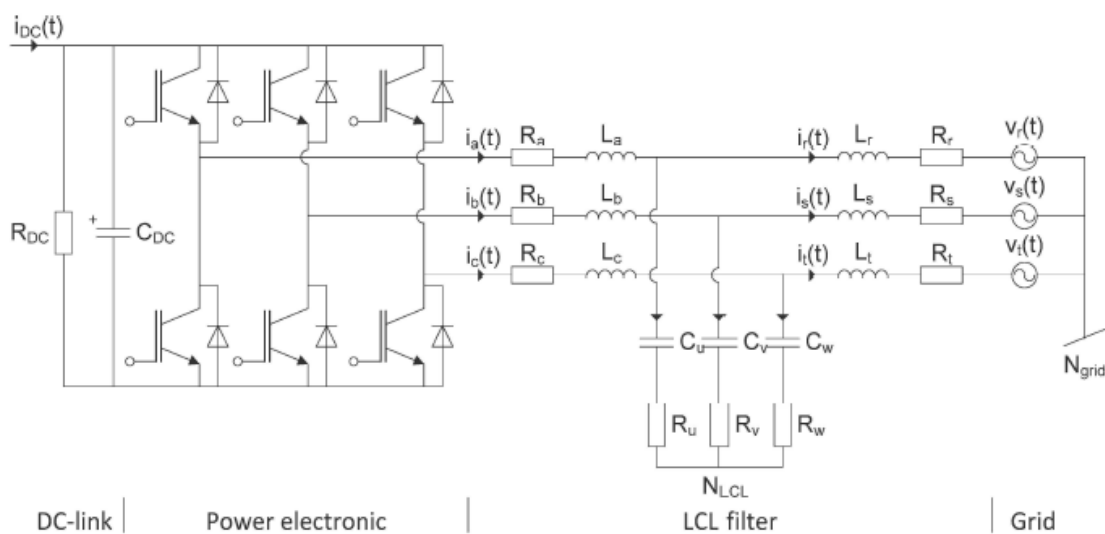 i_DC(t)
R_DC
+
C_DC
i_a(t) R_a L_a i_r(t) L_r R_r v_r(t)
i_b(t) R_b L_b i_s(t) L_s R_s v_s(t)
i_c(t) R_c L_c i_t(t) L_t R_t v_t(t)
C_u C_v C_w
N_grid
R_u R_v R_w
N_LCL
DC-link Power electronic LCL filter Grid